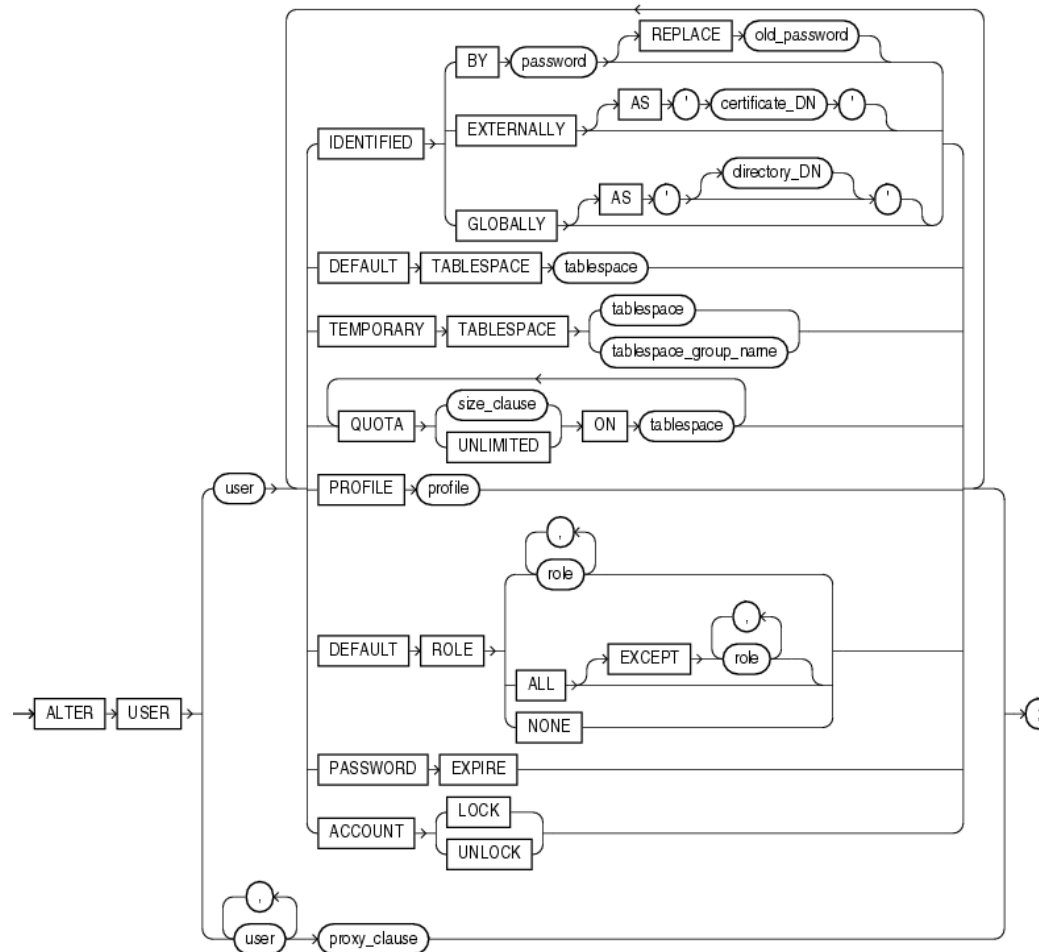 REPLACE old_password
BY password
AS ' certificate_DN '
EXTERNALLY
IDENTIFIED
directory_DN
AS ' '
GLOBALLY
DEFAULT TABLESPACE tablespace
tablespace
TEMPORARY TABLESPACE
tablespace_group_name
size_clause
QUOTA ON tablespace
UNLIMITED
user PROFILE profile
,
role
,
DEFAULT ROLE EXCEPT role
ALL
ALTER USER NONE ;
PASSWORD EXPIRE
LOCK
ACCOUNT
UNLOCK
,
user proxy_clause